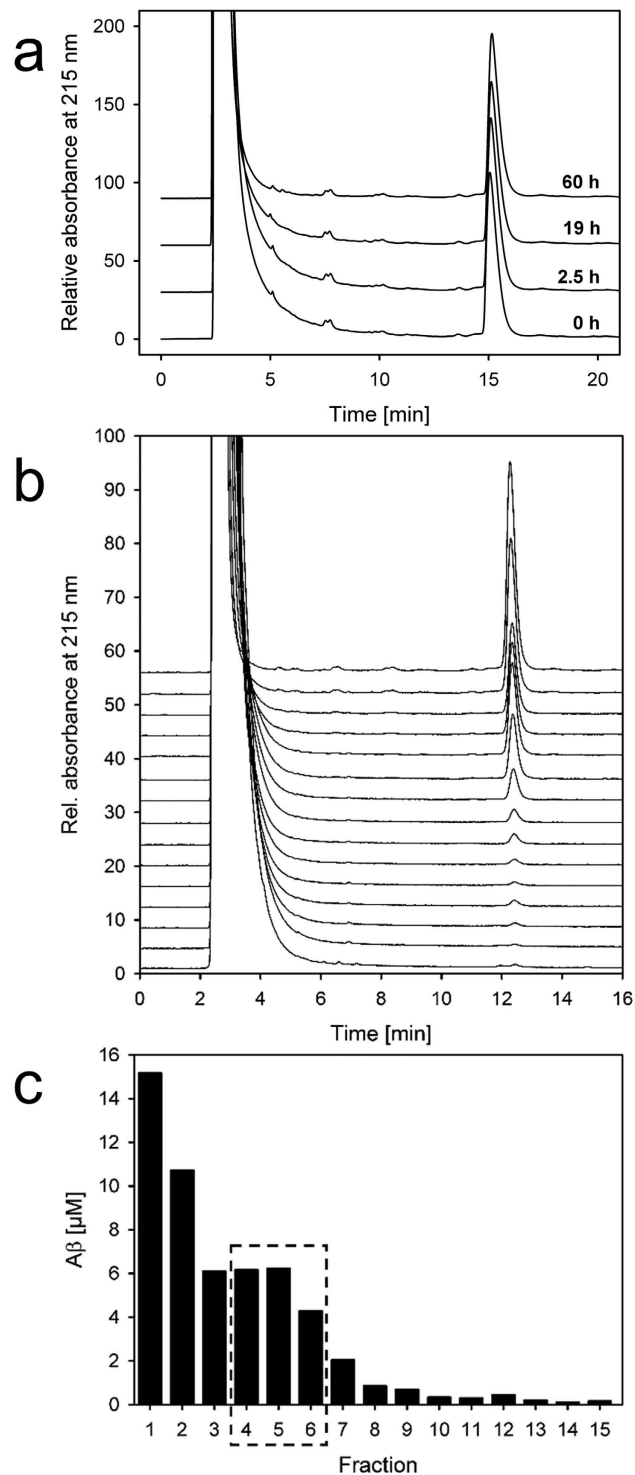 a
Relative absorbance at 215 nm
200
150
100
50
0
60 h
19 h
2.5 h
0 h
0 5 10 15 20
Time [min]
b
Rel. absorbance at 215 nm
100
90
80
70
60
50
40
30
20
10
0
0 2 4 6 8 10 12 14 16
Time [min]
c
Aβ [µM]
16
14
12
10
8
6
4
2
0
1 2 3 4 5 6 7 8 9 10 11 12 13 14 15
Fraction